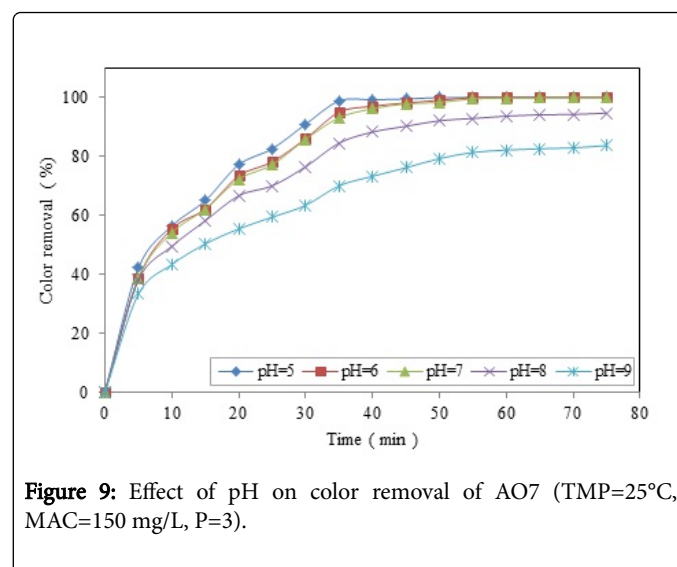 Color removal ( % )
100
80
60
40
20
0
pH=5 pH=6 pH=7 pH=8 pH=9
0 10 20 30 40 50 60 70 80
Time ( min )
Figure 9: Effect of pH on color removal of AO7 (TMP=25°C,
MAC=150 mg/L, P=3).